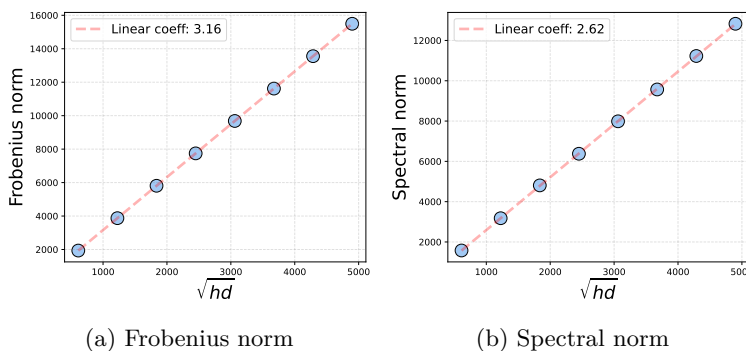 Linear coeff: 3.16
Frobenius norm
16000
14000
12000
10000
8000
6000
4000
2000
1000 2000 3000 4000 5000
√hd
(a) Frobenius norm
Linear coeff: 2.62
Spectral norm
12000
10000
8000
6000
4000
2000
1000 2000 3000 4000 5000
√hd
(b) Spectral norm